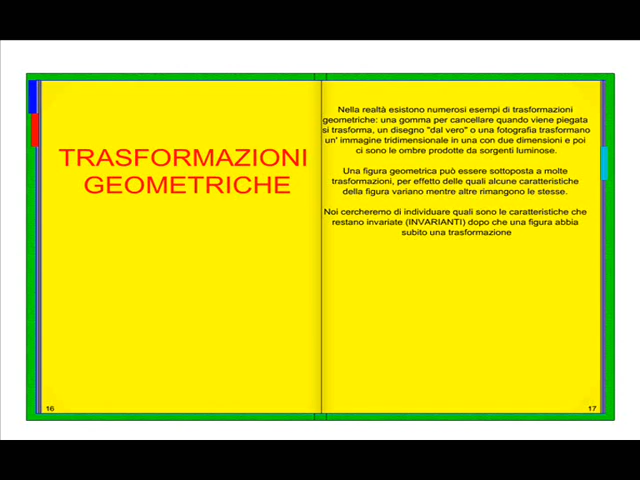 TRASFORMAZIONI
GEOMETRICHE
16
Nella realtà esistono numerosi esempi di trasformazioni
geometriche: una gomma per cancellare quando viene piegata
si trasforma, un disegno "dal vero" o una fotografia trasformano
un' immagine tridimensionale in una con due dimensioni e poi
ci sono le ombre prodotte da sorgenti luminose.
Una figura geometrica può essere sottoposta a molte
trasformazioni, per effetto delle quali alcune caratteristiche
della figura variano mentre altre rimangono le stesse.
Noi cercheremo di individuare quali sono le caratteristiche che
restano invariate (INVARIANTI) dopo che una figura abbia
subito una trasformazione
17